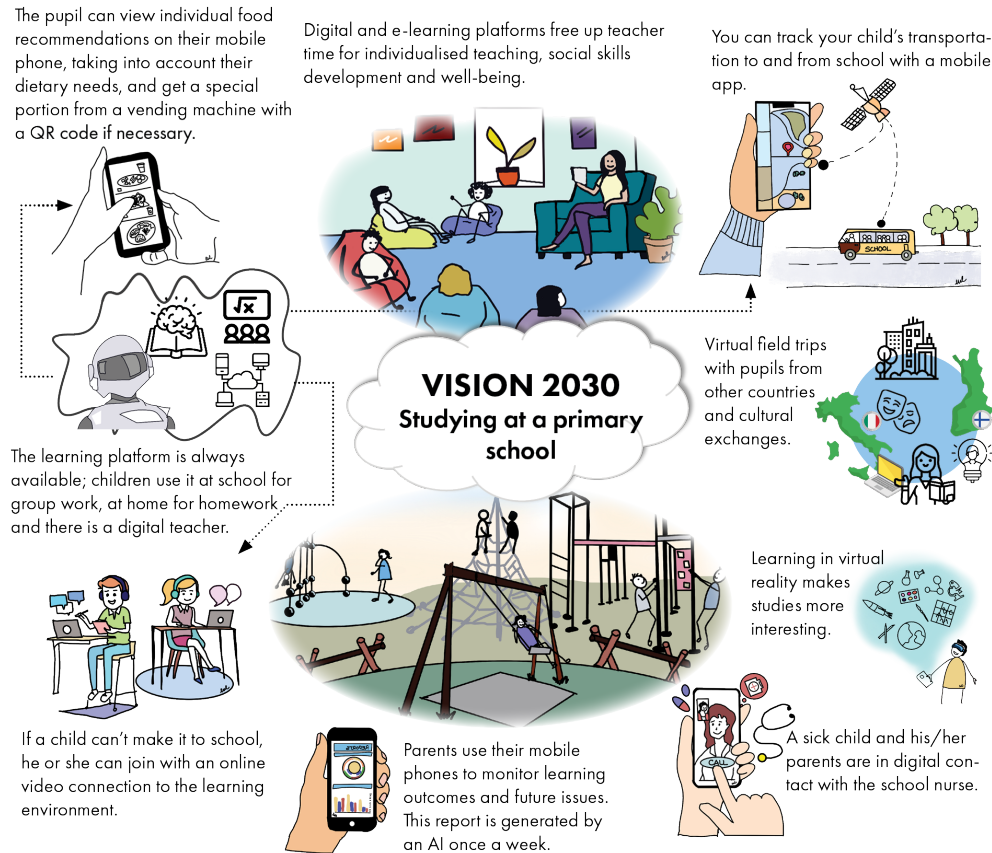 The pupil can view individual food
recommendations on their mobile
phone, taking into account their
dietary needs, and get a special
portion from a vending machine with
a QR code if necessary.
Digital and e-learning platforms free up teacher
time for individualised teaching, social skills
development and well-being.
You can track your child's transporta-
tion to and from school with a mobile
app.
SCHOOL
√x
VISION 2030
Studying at a primary
school
Virtual field trips
with pupils from
other countries
and cultural
exchanges.
The learning platform is always
available; children use it at school for
group work, at home for homework
and there is a digital teacher.
Learning in virtual
reality makes
studies more
interesting.
If a child can't make it to school,
he or she can join with an online
video connection to the learning
environment.
Parents use their mobile
phones to monitor learning
outcomes and future issues.
This report is generated by
an AI once a week.
CALL
A sick child and his/her
parents are in digital con-
tact with the school nurse.